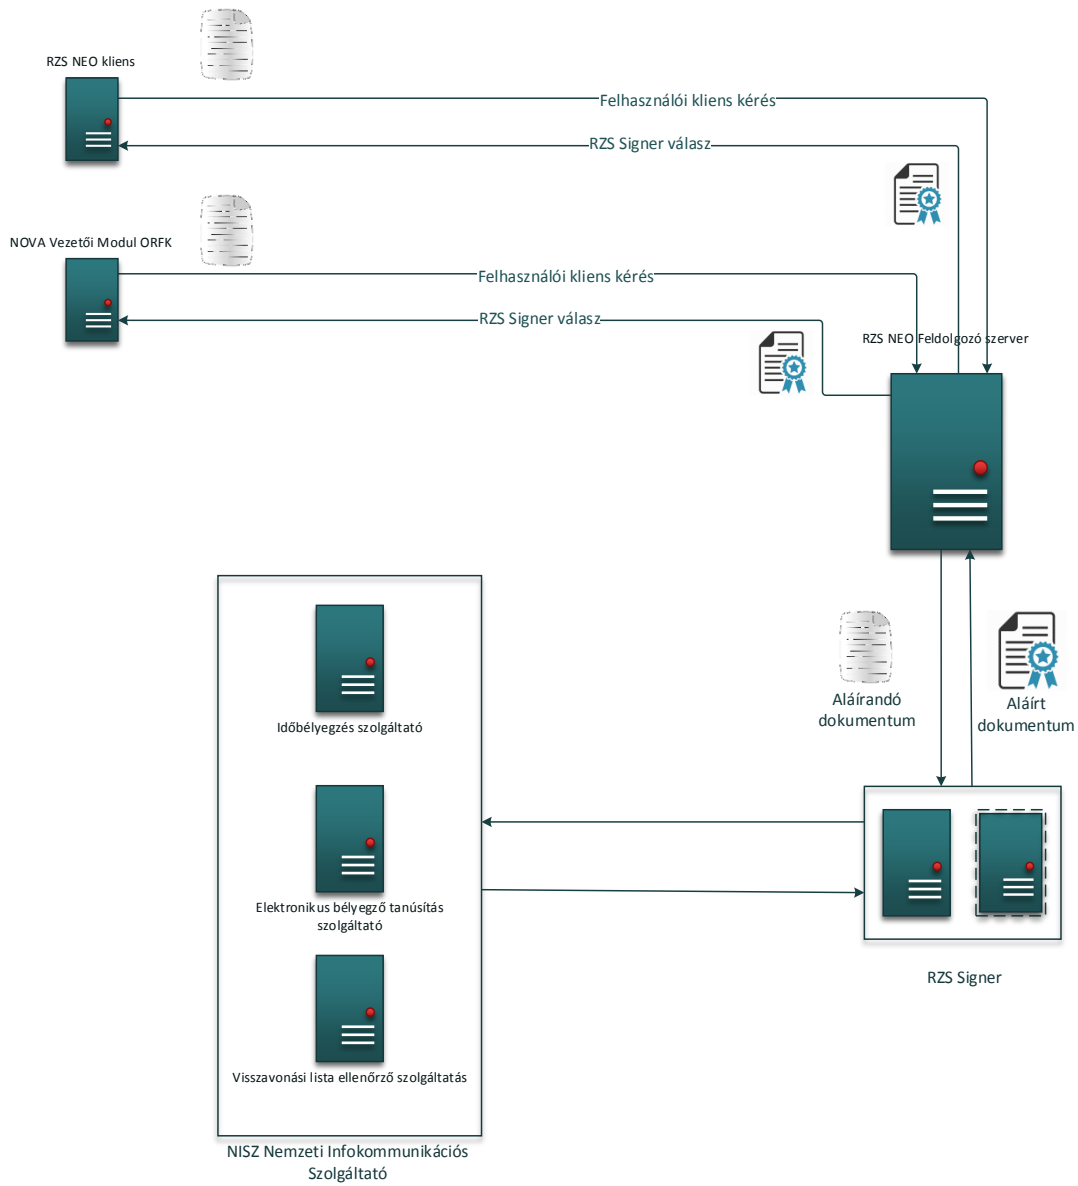 RZS NEO kliens
Felhasználói kliens kérés
RZS Signer válasz
NOVA Vezetői Modul ORFK
Felhasználói kliens kérés
RZS Signer válasz
RZS NEO Feldolgozó szerver
Aláírandó
dokumentum
Aláírt
dokumentum
Időbélyegzés szolgáltató
Elektronikus bélyegző tanúsítás
szolgáltató
RZS Signer
Visszavonási lista ellenőrző szolgáltatás
NISZ Nemzeti Infokommunikációs
Szolgáltató